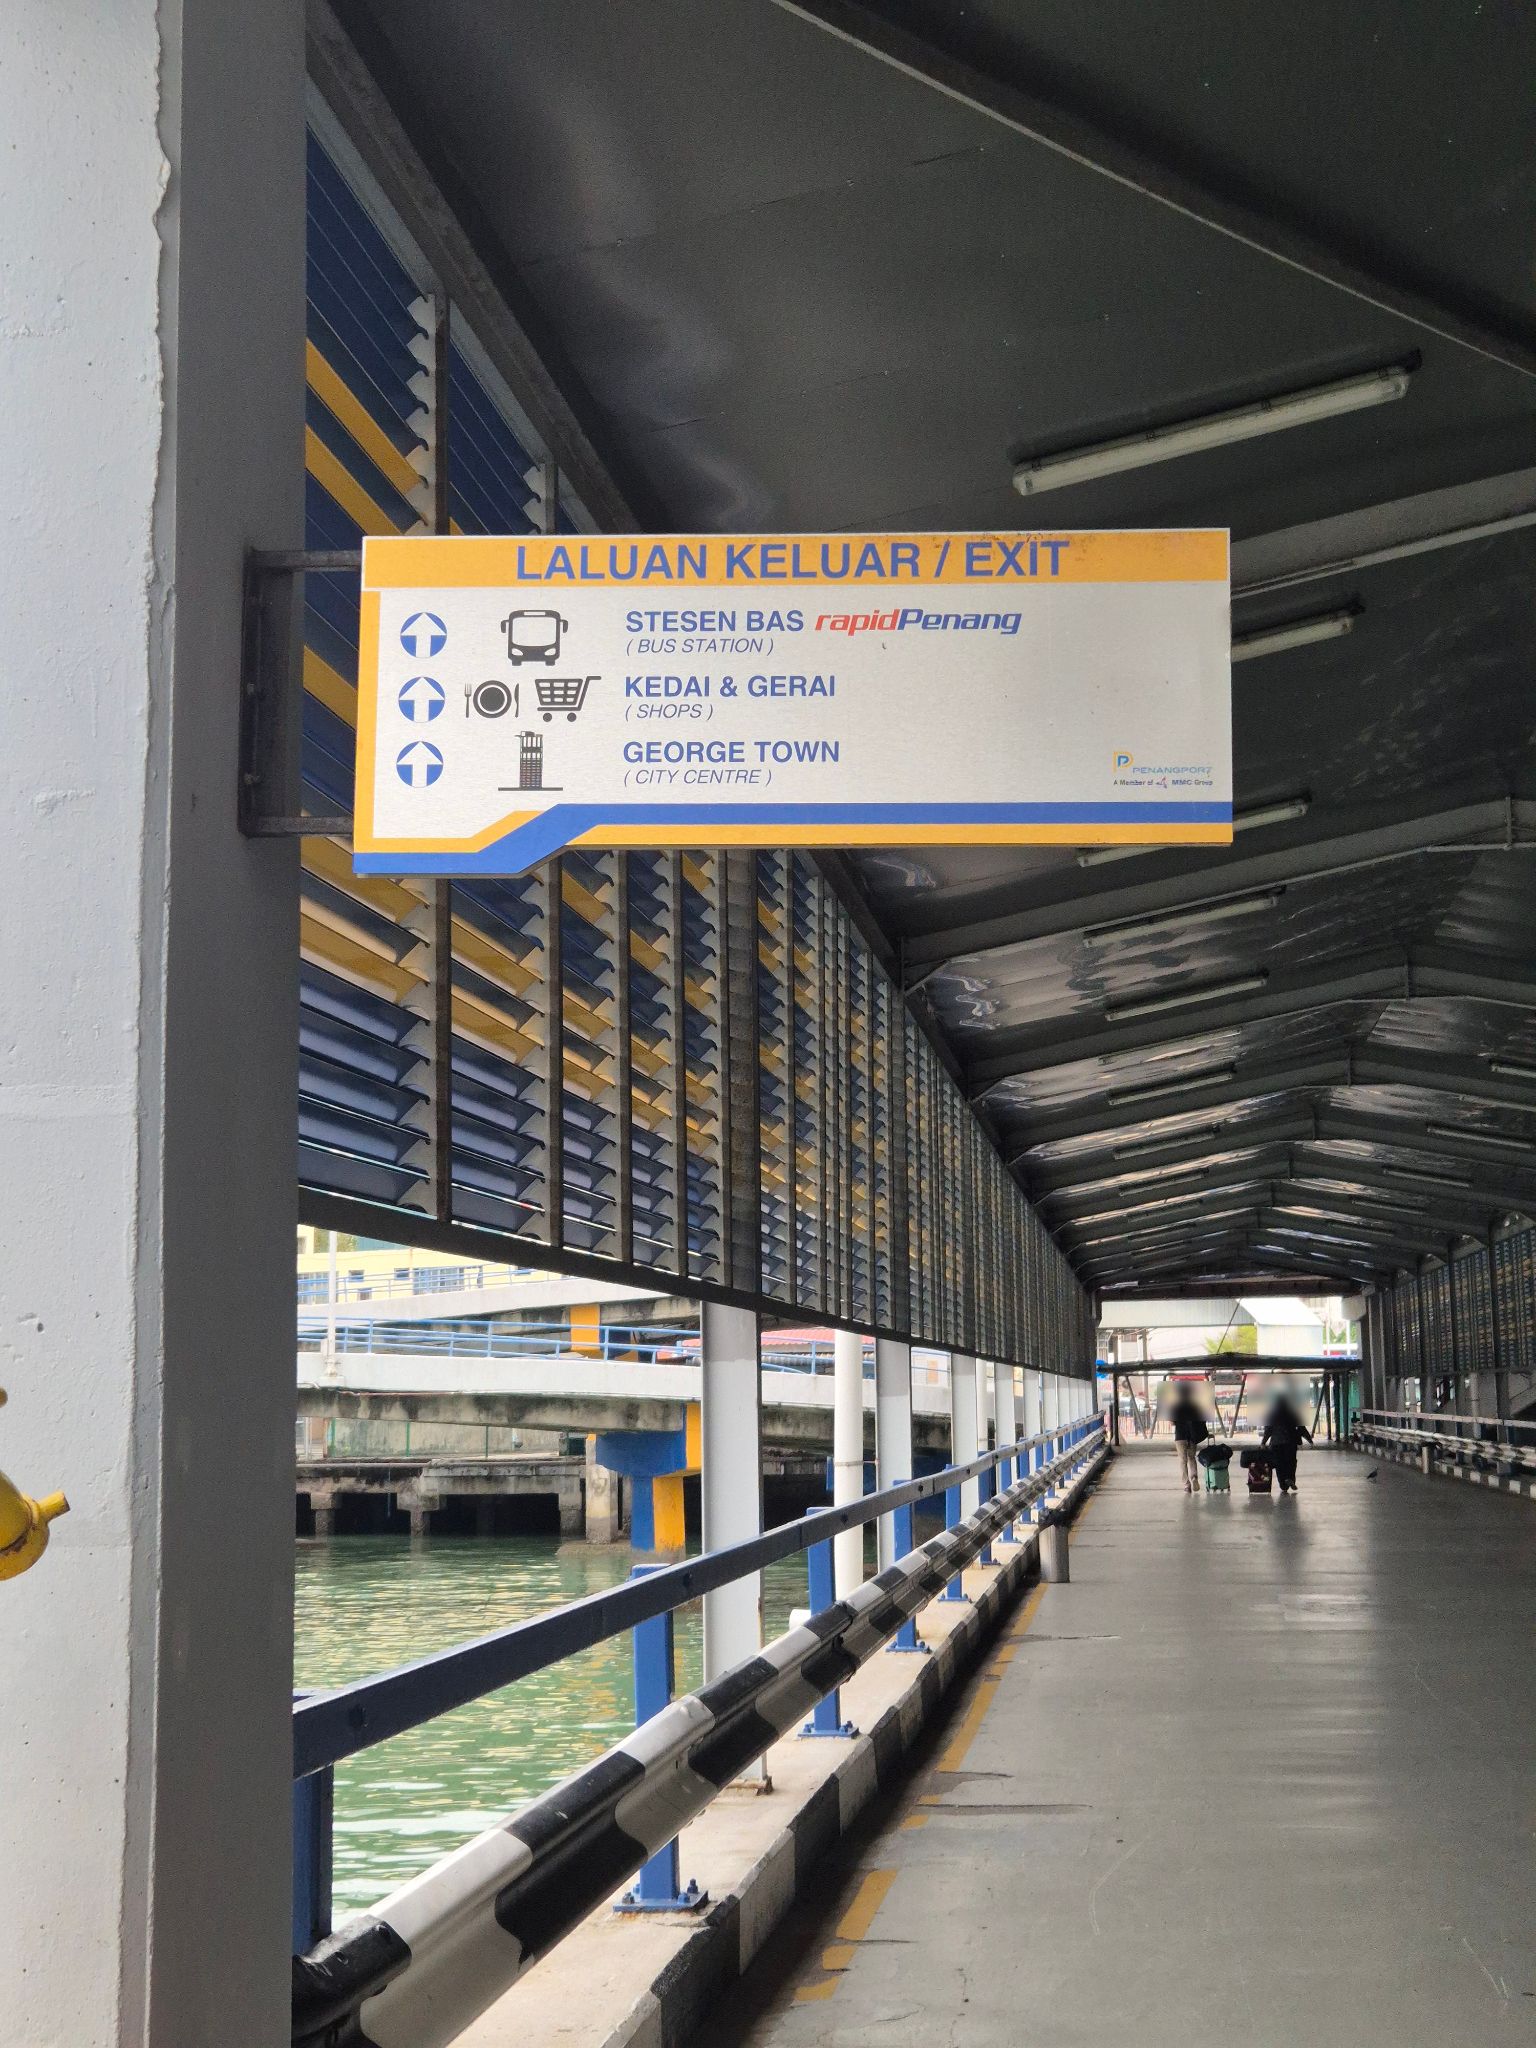 LALUAN KELUAR / EXIT
STESEN BAS rapidPenang
( BUS STATION )
KEDAI & GERAI
( SHOPS )
GEORGE TOWN
( CITY CENTRE )
PENANGPORT
A Member of MMC Group